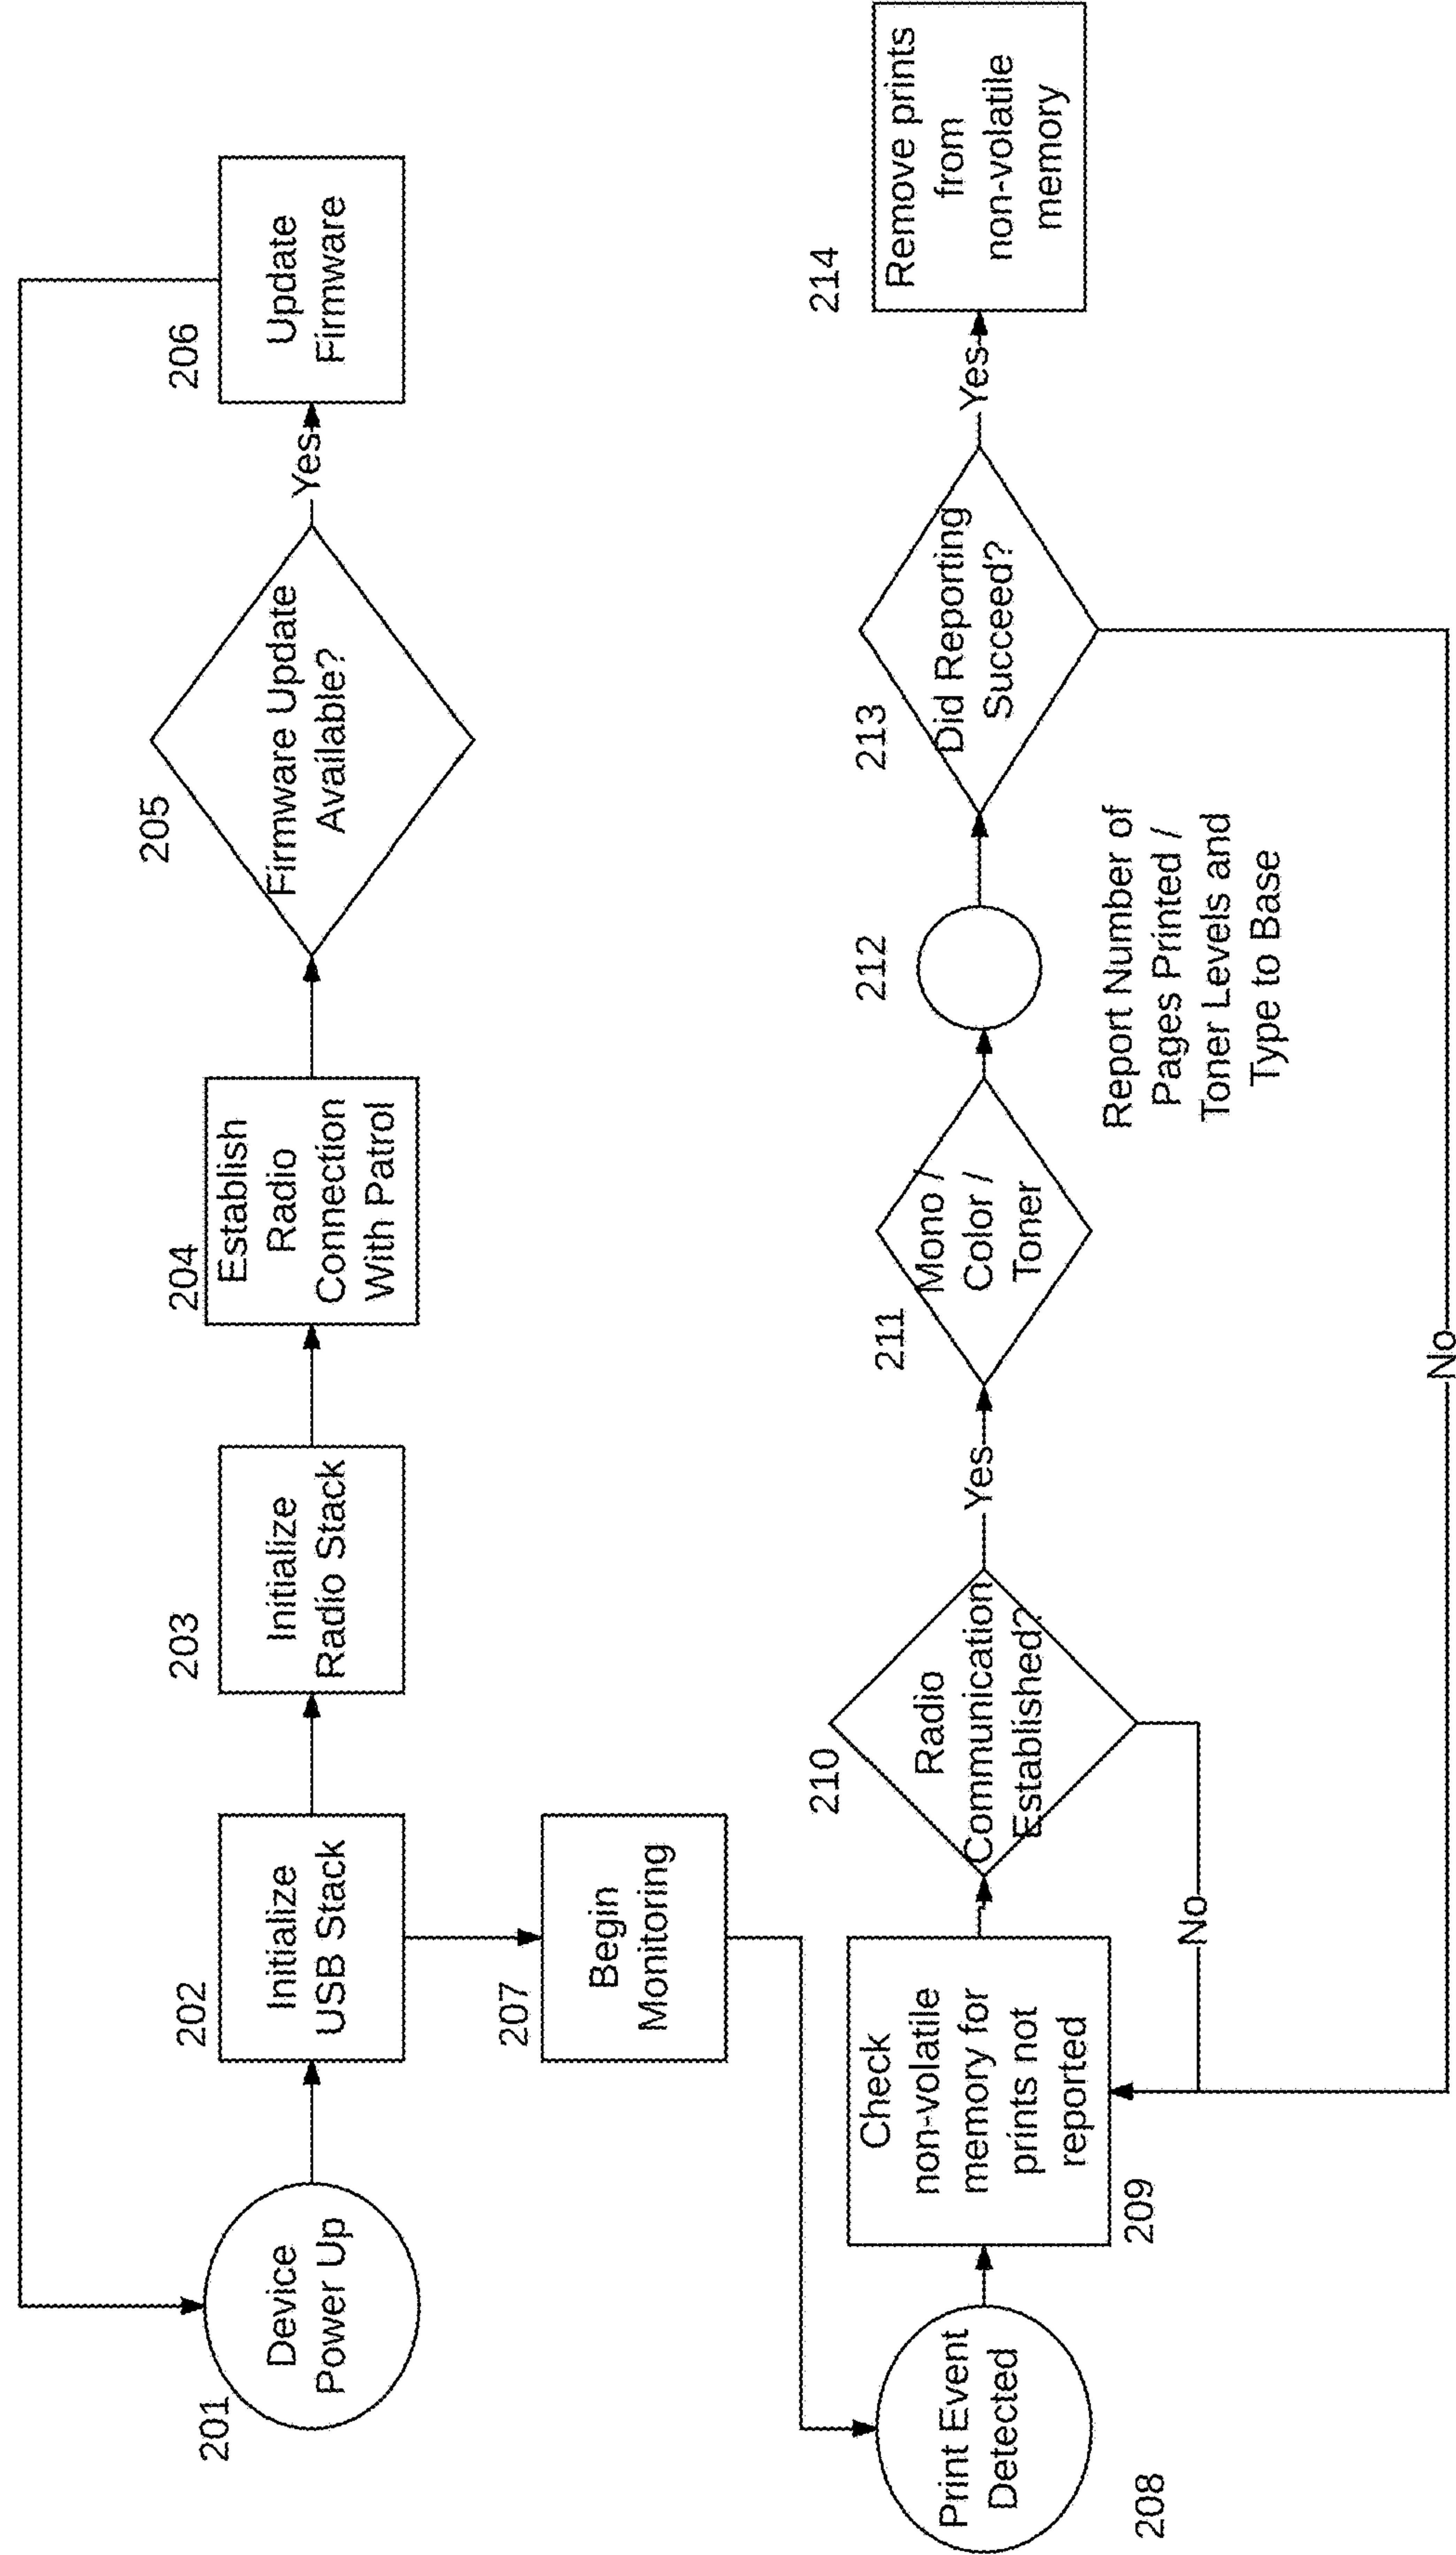 201
Device
Power Up
202
Initialize
USB Stack
203
Initialize
Radio Stack
204
Establish
Radio
Connection
With Patrol
205
Firmware Update
Available?
Yes
206
Update
Firmware
207
Begin
Monitoring
208
Print Event
Detected
209
Check
non-volatile
memory for
prints not
reported
210
Radio
Communication
Established?
No
Yes
211
Mono /
Color /
Toner
212
Report Number of
Pages Printed /
Toner Levels and
Type to Base
213
Did Reporting
Succeed?
No
Yes
214
Remove prints
from
non-volatile
memory